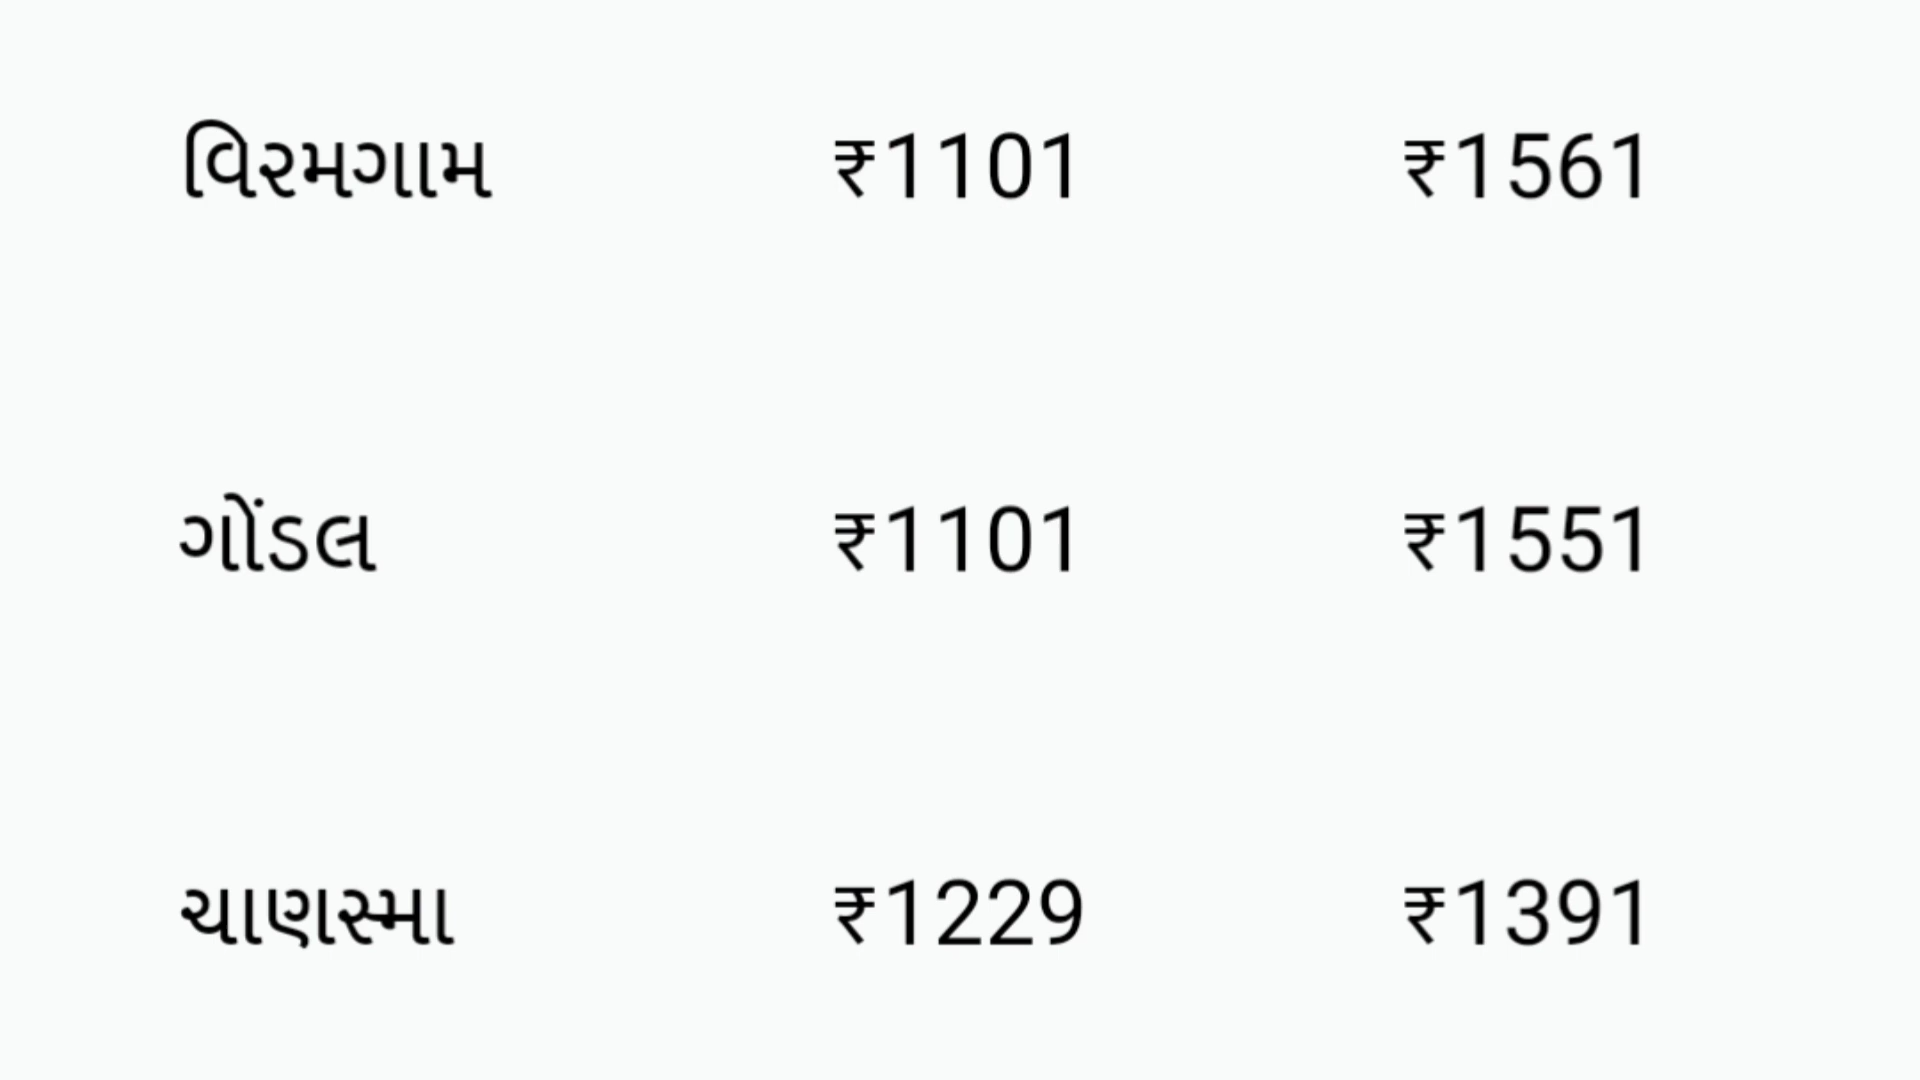 વિરમગામ ₹1101 ₹1561
ગોંડલ ₹1101 ₹1551
ચાણસ્મા ₹1229 ₹1391